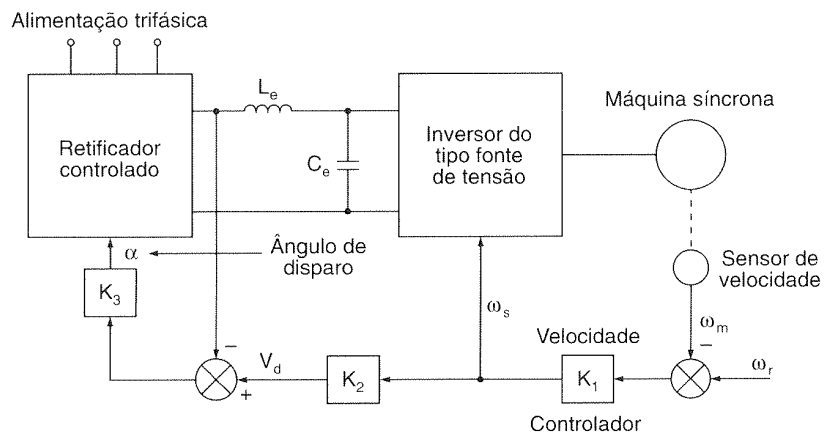 Alimentação trifásica
Retificador
controlado
L_e
C_e
Inversor do
tipo fonte
de tensão
Máquina síncrona
α
Ângulo de
disparo
K_3
Sensor de
velocidade
ω_s
ω_m
−
−
V_d
+
K_2
Velocidade
K_1
ω_r
Controlador